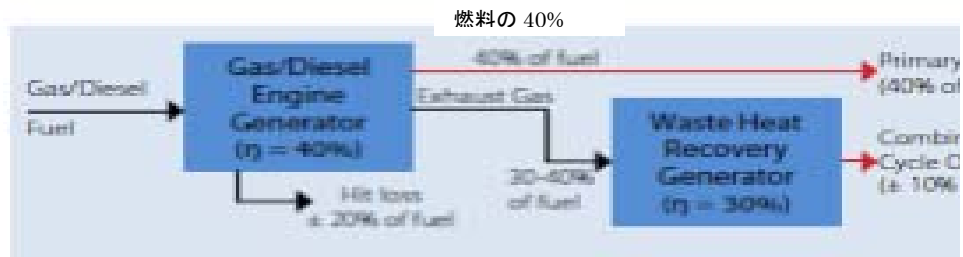 燃料の 40%
Gas/Diesel
Fuel
Gas/Diesel
Engine
Generator
(η = 40%)
40% of fuel
Exhaust Gas
Hit loss
± 20% of fuel
30-40%
of fuel
Waste Heat
Recovery
Generator
(η = 30%)
Primary
(40% of
Combin
Cycle O
(± 10%